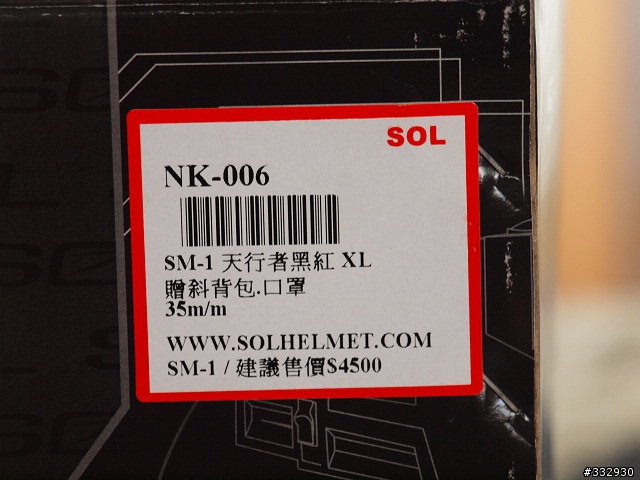 SOL
NK-006
SM-1 天行者黑紅 XL
贈斜背包.口罩
35m/m
WWW.SOLHELMET.COM
SM-1 / 建議售價$4500
#332930